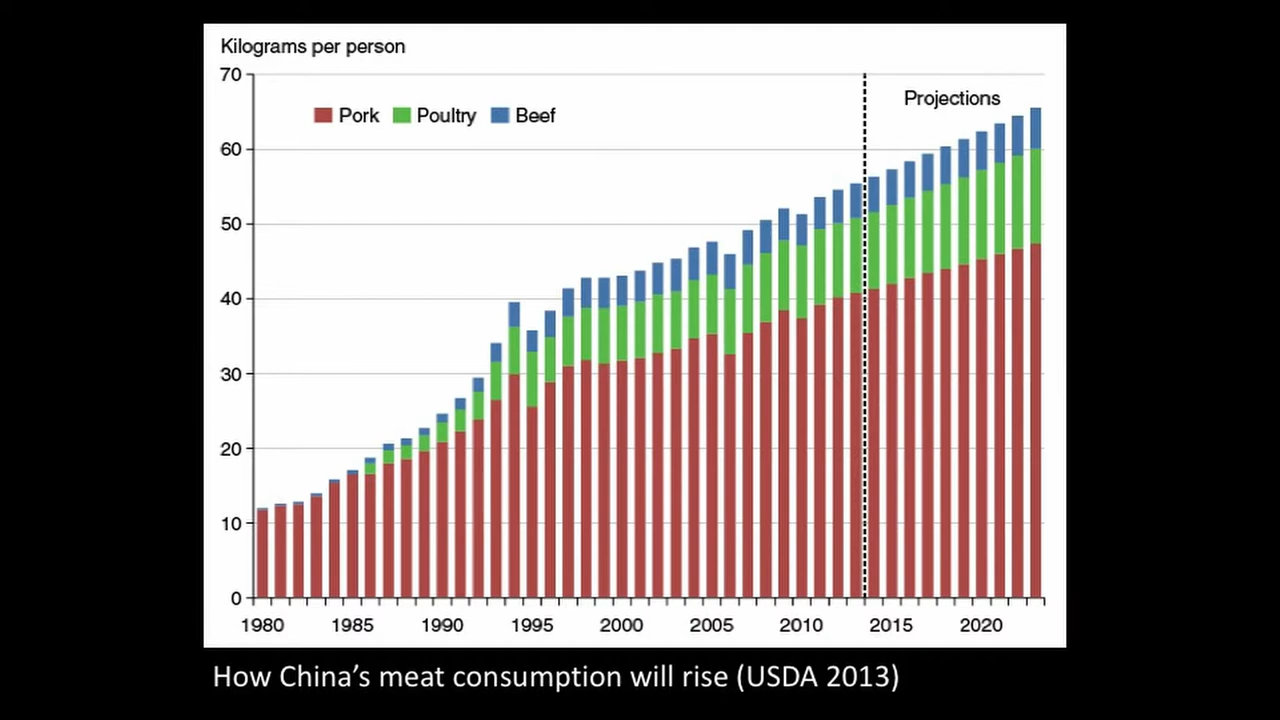 Kilograms per person
70
Projections
Pork Poultry Beef
60
50
40
30
20
10
0
1980 1985 1990 1995 2000 2005 2010 2015 2020
How China’s meat consumption will rise (USDA 2013)